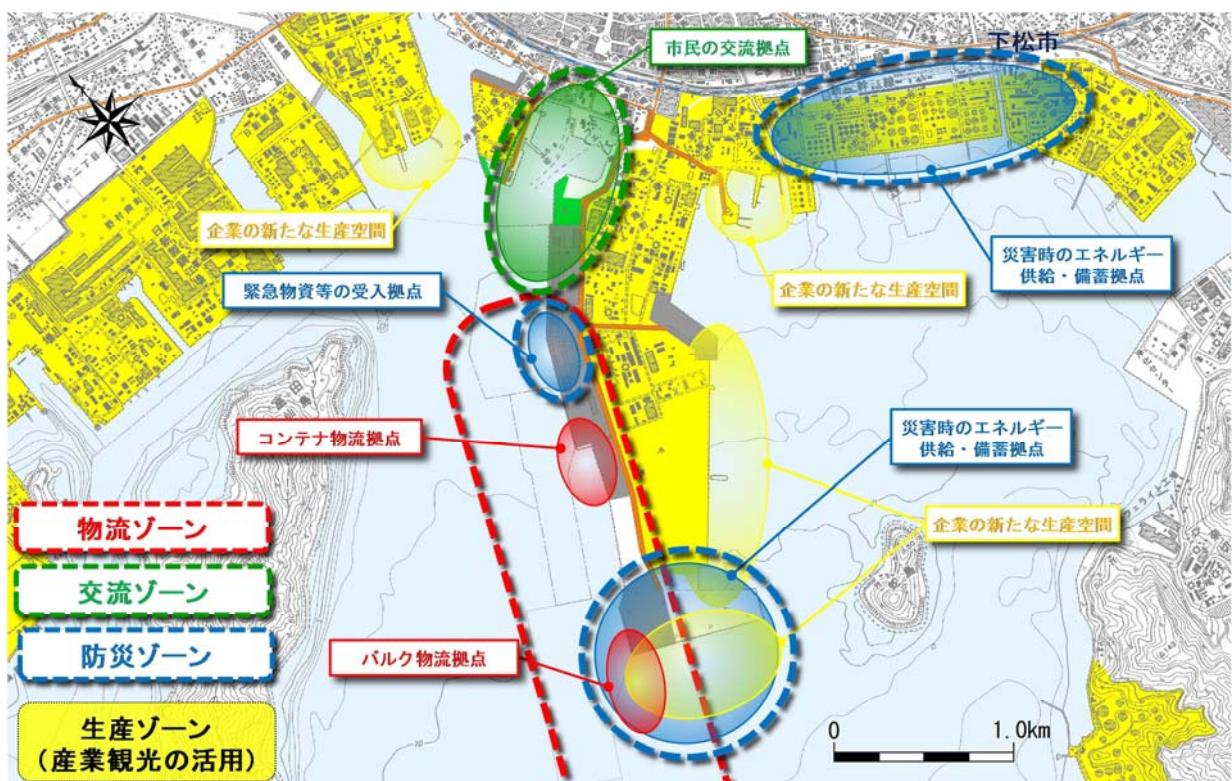 下松市
市民の交流拠点
企業の新たな生産空間
緊急物資等の受入拠点
災害時のエネルギー
供給・備蓄拠点
企業の新たな生産空間
コンテナ物流拠点
災害時のエネルギー
供給・備蓄拠点
企業の新たな生産空間
物流ゾーン
交流ゾーン
防災ゾーン
バルク物流拠点
生産ゾーン
(産業観光の活用)
0 1.0km